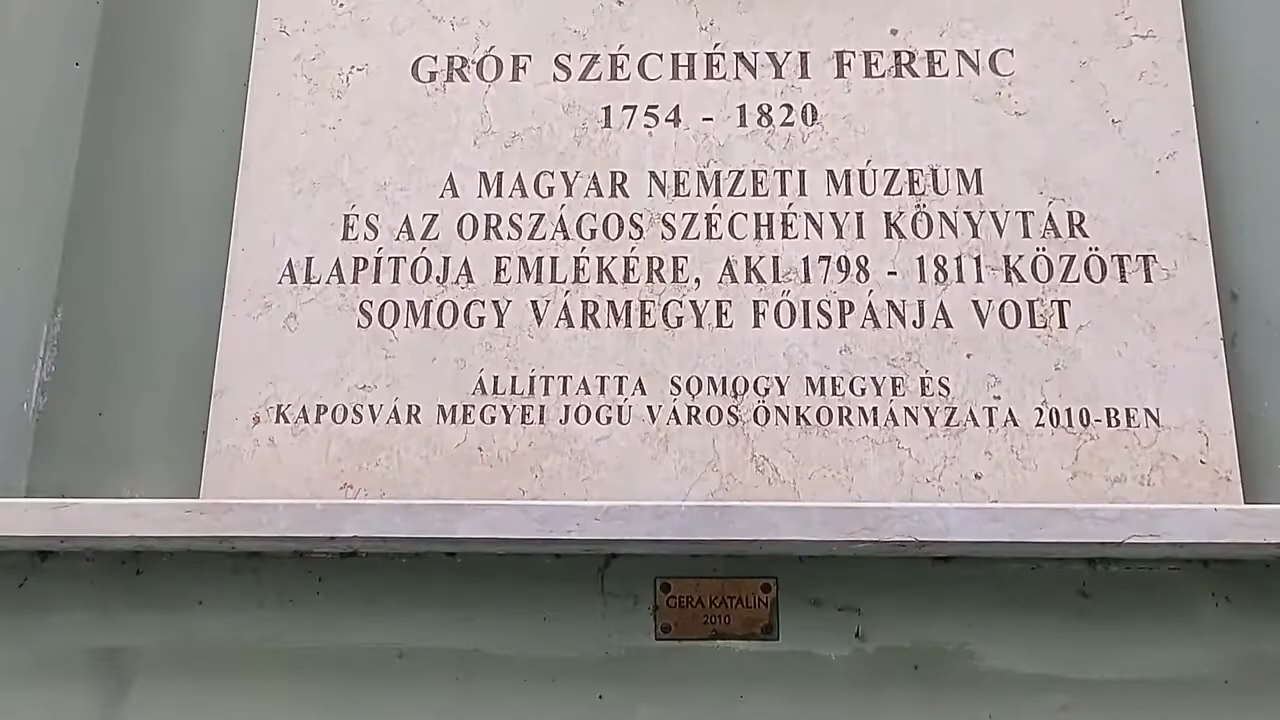 GRÓF SZÉCHÉNYI FERENC
1754 - 1820
A MAGYAR NEMZETI MÚZEUM
ÉS AZ ORSZÁGOS SZÉCHÉNYI KÖNYVTÁR
ALAPÍTÓJA EMLÉKÉRE, AKI 1798 - 1811 KÖZÖTT
SOMOGY VÁRMEGYE FŐISPÁNJA VOLT
ÁLLÍTTATTA SOMOGY MEGYE ÉS
KAPOSVÁR MEGYEI JOGÚ VÁROS ÖNKORMÁNYZATA 2010-BEN
GERA KATALIN
2010